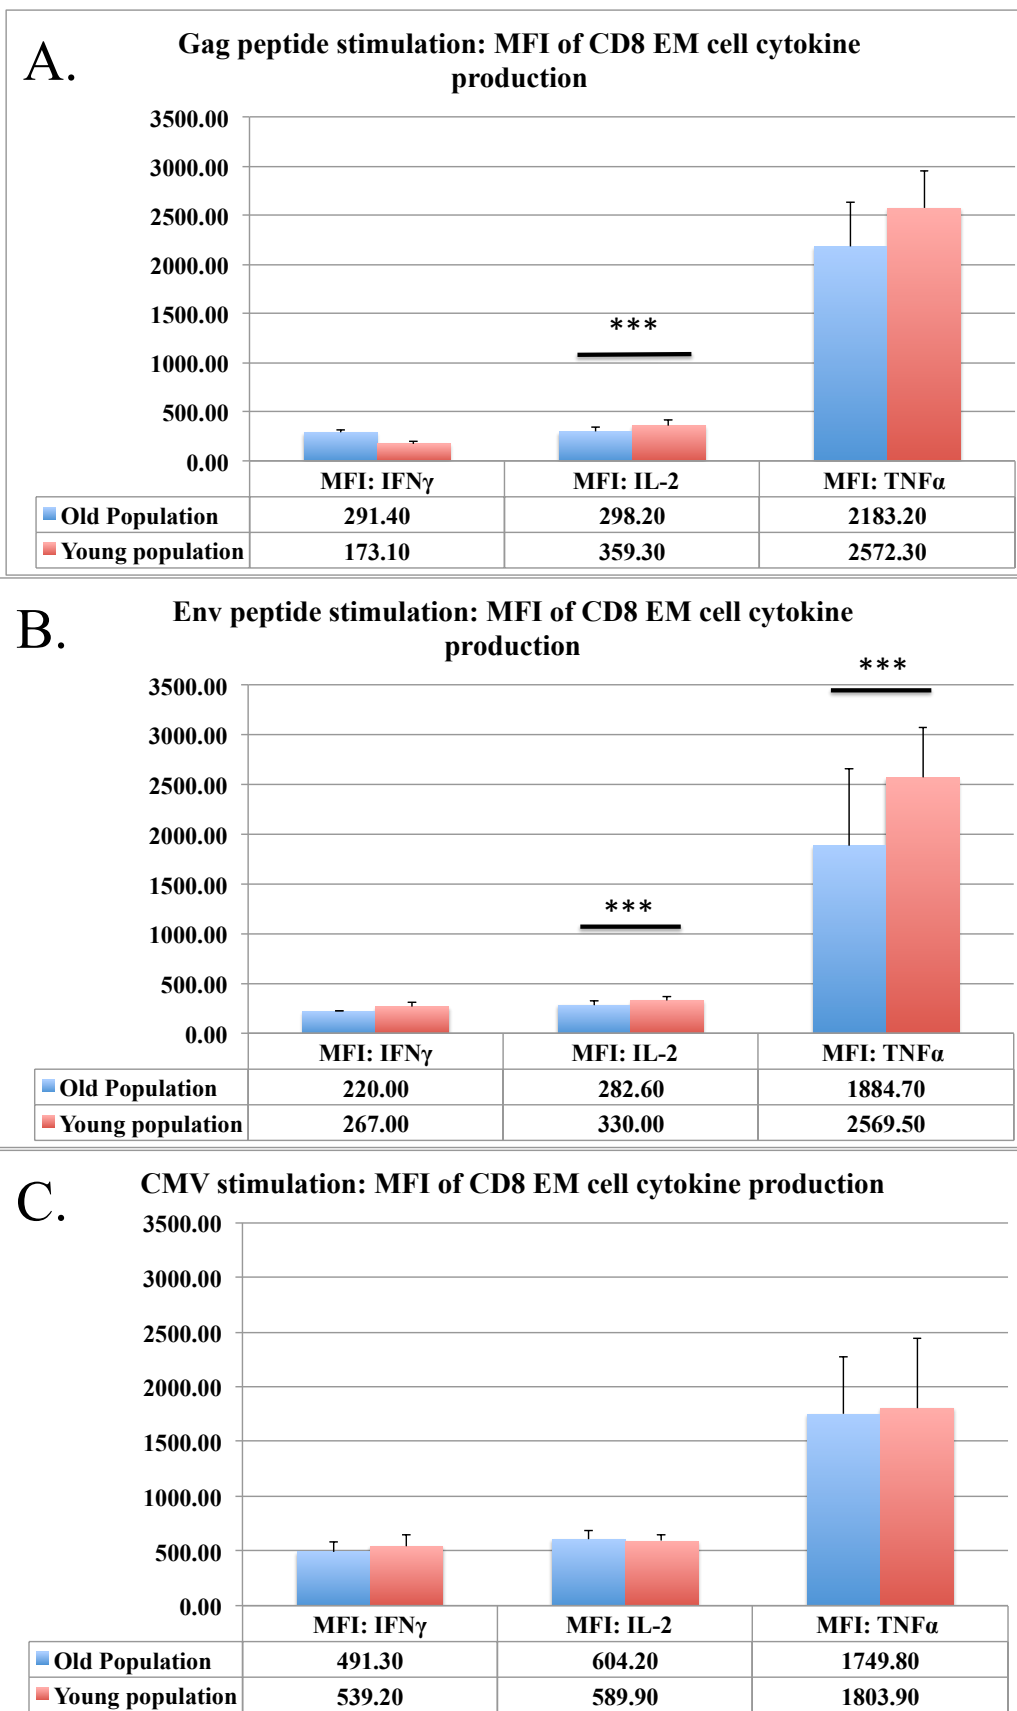 A.
Gag peptide stimulation: MFI of CD8 EM cell cytokine
production
3500.00
3000.00
2500.00
2000.00
1500.00
1000.00
500.00
0.00
***
MFI: IFNγ MFI: IL-2 MFI: TNFα
Old Population 291.40 298.20 2183.20
Young population 173.10 359.30 2572.30
B.
Env peptide stimulation: MFI of CD8 EM cell cytokine
production
***
3500.00
3000.00
2500.00
2000.00
1500.00
1000.00
500.00
0.00
***
MFI: IFNγ MFI: IL-2 MFI: TNFα
Old Population 220.00 282.60 1884.70
Young population 267.00 330.00 2569.50
C.
CMV stimulation: MFI of CD8 EM cell cytokine production
3500.00
3000.00
2500.00
2000.00
1500.00
1000.00
500.00
0.00
MFI: IFNγ MFI: IL-2 MFI: TNFα
Old Population 491.30 604.20 1749.80
Young population 539.20 589.90 1803.90